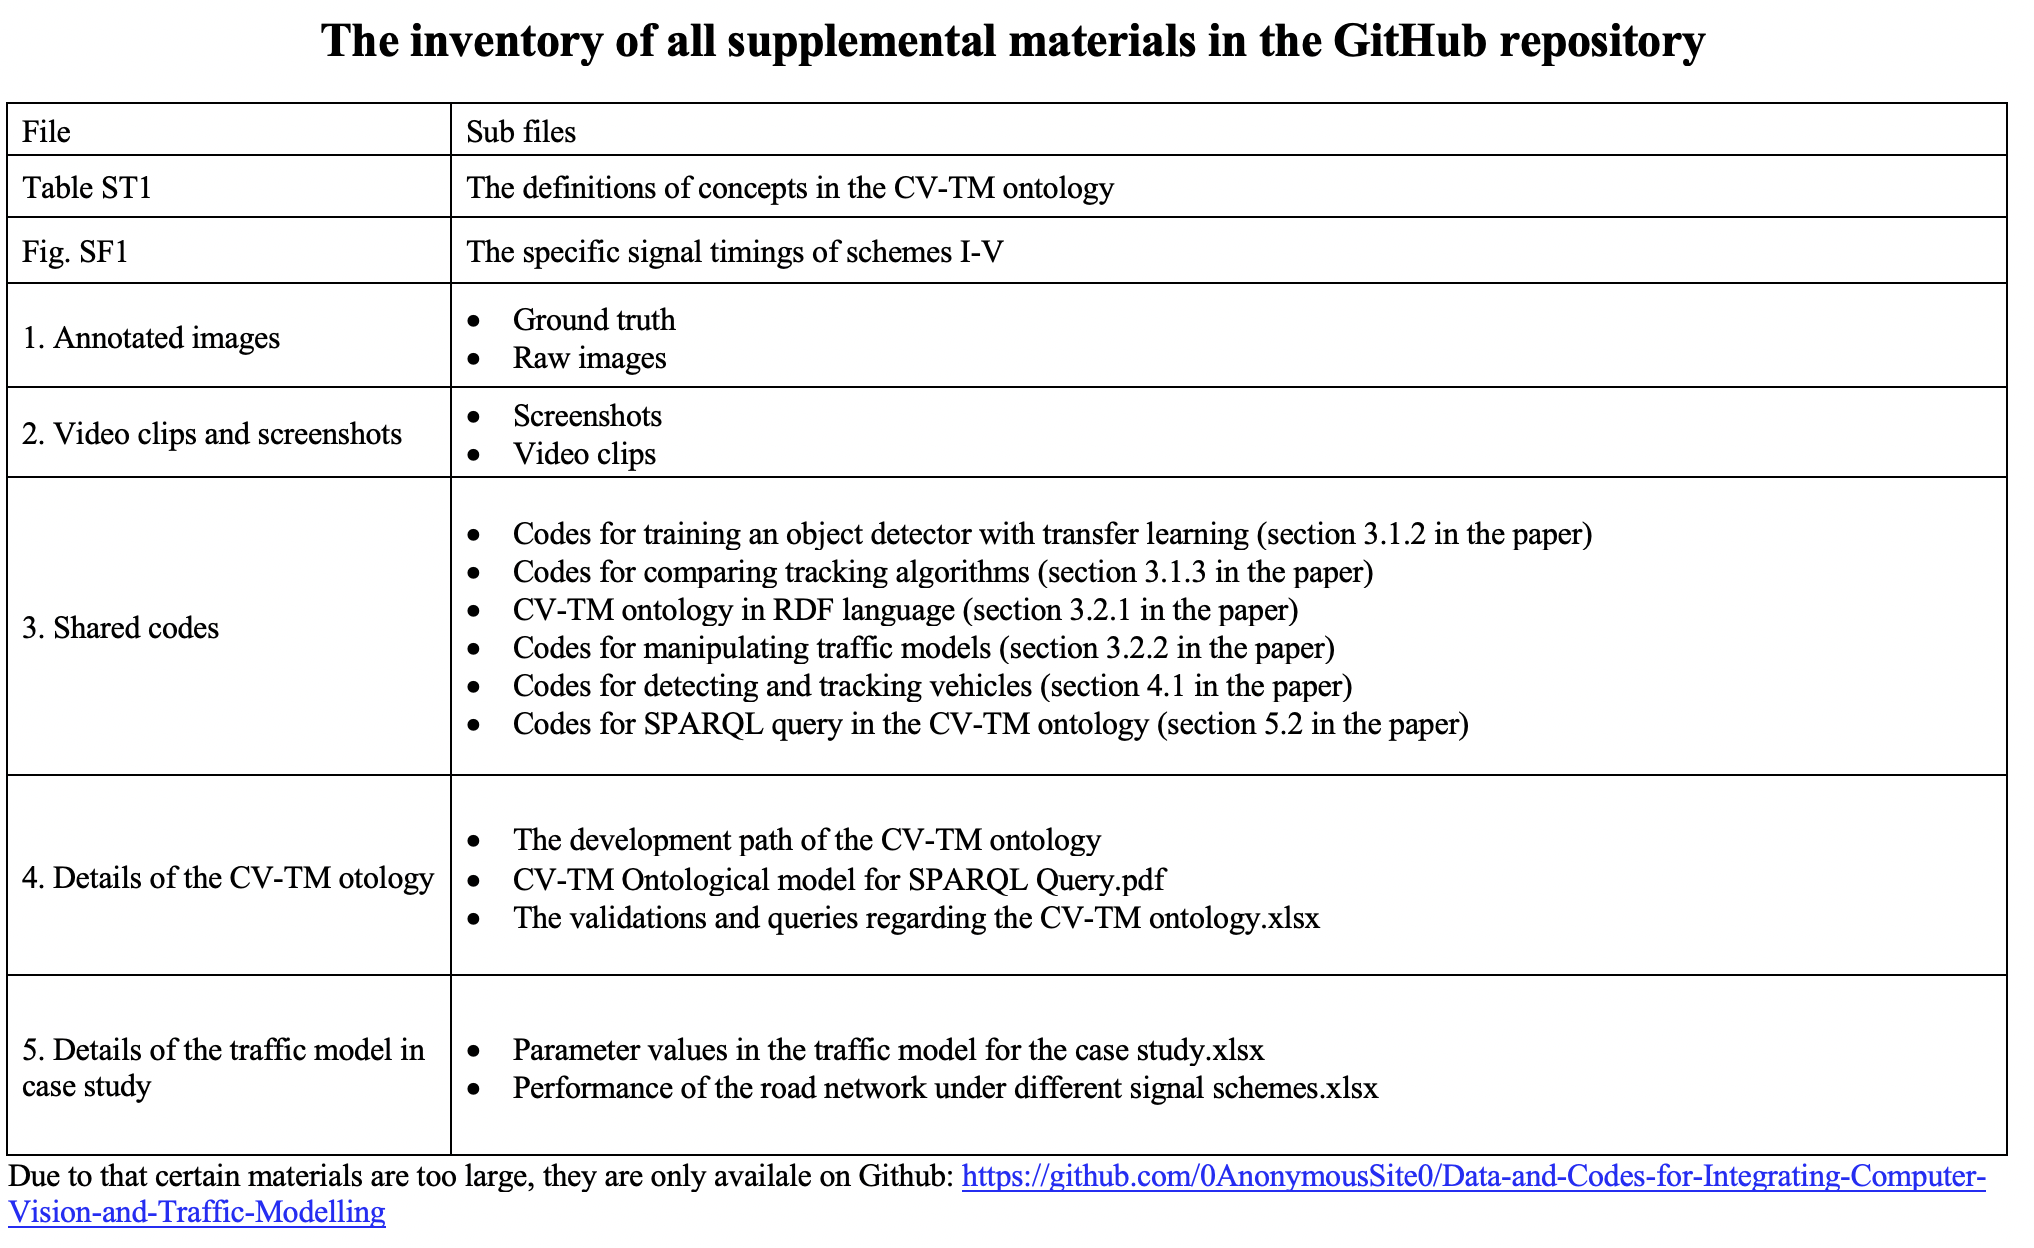 The inventory of all supplemental materials in the GitHub repository
File
Sub files
Table ST1
The definitions of concepts in the CV-TM ontology
Fig. SF1
The specific signal timings of schemes I-V
1. Annotated images
• Ground truth
• Raw images
2. Video clips and screenshots
• Screenshots
• Video clips
3. Shared codes
• Codes for training an object detector with transfer learning (section 3.1.2 in the paper)
• Codes for comparing tracking algorithms (section 3.1.3 in the paper)
• CV-TM ontology in RDF language (section 3.2.1 in the paper)
• Codes for manipulating traffic models (section 3.2.2 in the paper)
• Codes for detecting and tracking vehicles (section 4.1 in the paper)
• Codes for SPARQL query in the CV-TM ontology (section 5.2 in the paper)
4. Details of the CV-TM otology
• The development path of the CV-TM ontology
• CV-TM Ontological model for SPARQL Query.pdf
• The validations and queries regarding the CV-TM ontology.xlsx
5. Details of the traffic model in
case study
• Parameter values in the traffic model for the case study.xlsx
• Performance of the road network under different signal schemes.xlsx
Due to that certain materials are too large, they are only availale on Github: https://github.com/0AnonymousSite0/Data-and-Codes-for-Integrating-Computer-
Vision-and-Traffic-Modelling